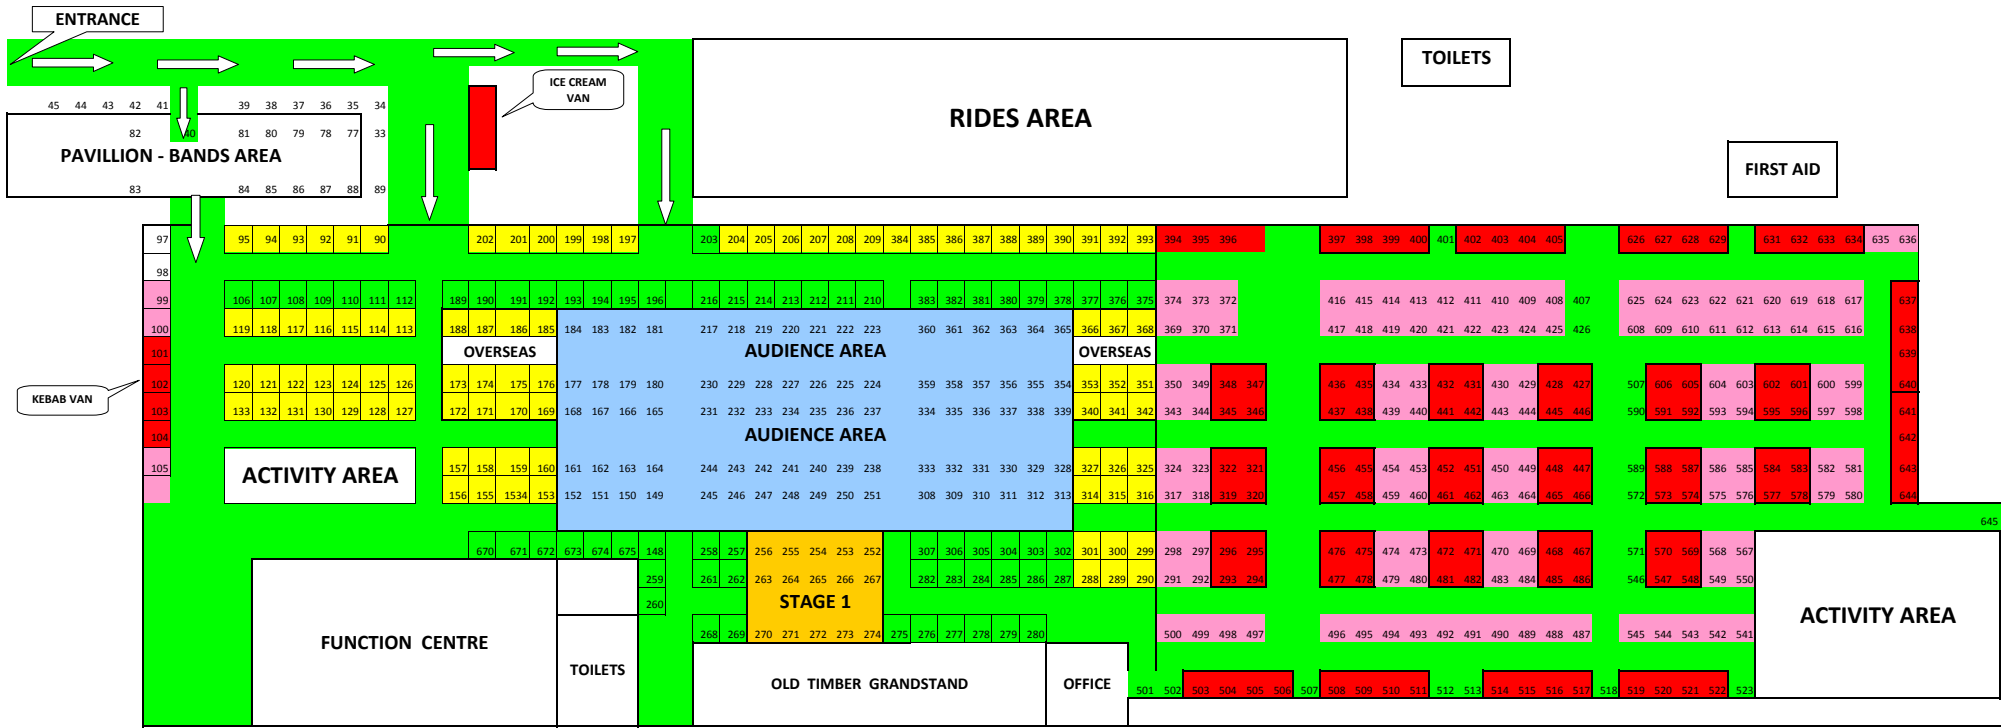 ENTRANCE
TOILETS
ICE CREAM
VAN
45 44 43 42 41 39 38 37 36 35 34
RIDES AREA
82 40 81 80 79 78 77 33
PAVILLION - BANDS AREA
FIRST AID
83 84 85 86 87 88 89
97 95 94 93 92 91 90 202 201 200 199 198 197 203 204 205 206 207 208 209 384 385 386 387 388 389 390 391 392 393 394 395 396 397 398 399 400 401 402 403 404 405 626 627 628 629 631 632 633 634 635 636
98
99 106 107 108 109 110 111 112 189 190 191 192 193 194 195 196 216 215 214 213 212 211 210 383 382 381 380 379 378 377 376 375 374 373 372 416 415 414 413 412 411 410 409 408 407 625 624 623 622 621 620 619 618 617 637
100 119 118 117 116 115 114 113 188 187 186 185 184 183 182 181 217 218 219 220 221 222 223 360 361 362 363 364 365 366 367 368 369 370 371 417 418 419 420 421 422 423 424 425 426 608 609 610 611 612 613 614 615 616 638
101 OVERSEAS AUDIENCE AREA OVERSEAS 639
102 120 121 122 123 124 125 126 173 174 175 176 177 178 179 180 230 229 228 227 226 225 224 359 358 357 356 355 354 353 352 351 350 349 348 347 436 435 434 433 432 431 430 429 428 427 507 606 605 604 603 602 601 600 599 640
KEBAB VAN
103 133 132 131 130 129 128 127 172 171 170 169 168 167 166 165 231 232 233 234 235 236 237 334 335 336 337 338 339 340 341 342 343 344 345 346 437 438 439 440 441 442 443 444 445 446 590 591 592 593 594 595 596 597 598 641
104 AUDIENCE AREA 642
105 ACTIVITY AREA 157 158 159 160 161 162 163 164 244 243 242 241 240 239 238 333 332 331 330 329 328 327 326 325 324 323 322 321 456 455 454 453 452 451 450 449 448 447 589 588 587 586 585 584 583 582 581 643
156 155 1534 153 152 151 150 149 245 246 247 248 249 250 251 308 309 310 311 312 313 314 315 316 317 318 319 320 457 458 459 460 461 462 463 464 465 466 572 573 574 575 576 577 578 579 580 644
645
670 671 672 673 674 675 148 258 257 256 255 254 253 252 307 306 305 304 303 302 301 300 299 298 297 296 295 476 475 474 473 472 471 470 469 468 467 571 570 569 568 567
259 261 262 263 264 265 266 267 282 283 284 285 286 287 288 289 290 291 292 293 294 477 478 479 480 481 482 483 484 485 486 546 547 548 549 550
260 STAGE 1
ACTIVITY AREA
FUNCTION CENTRE
268 269 270 271 272 273 274 275 276 277 278 279 280 500 499 498 497 496 495 494 493 492 491 490 489 488 487 545 544 543 542 541
TOILETS
OLD TIMBER GRANDSTAND
OFFICE
501 502 503 504 505 506 507 508 509 510 511 512 513 514 515 516 517 518 519 520 521 522 523